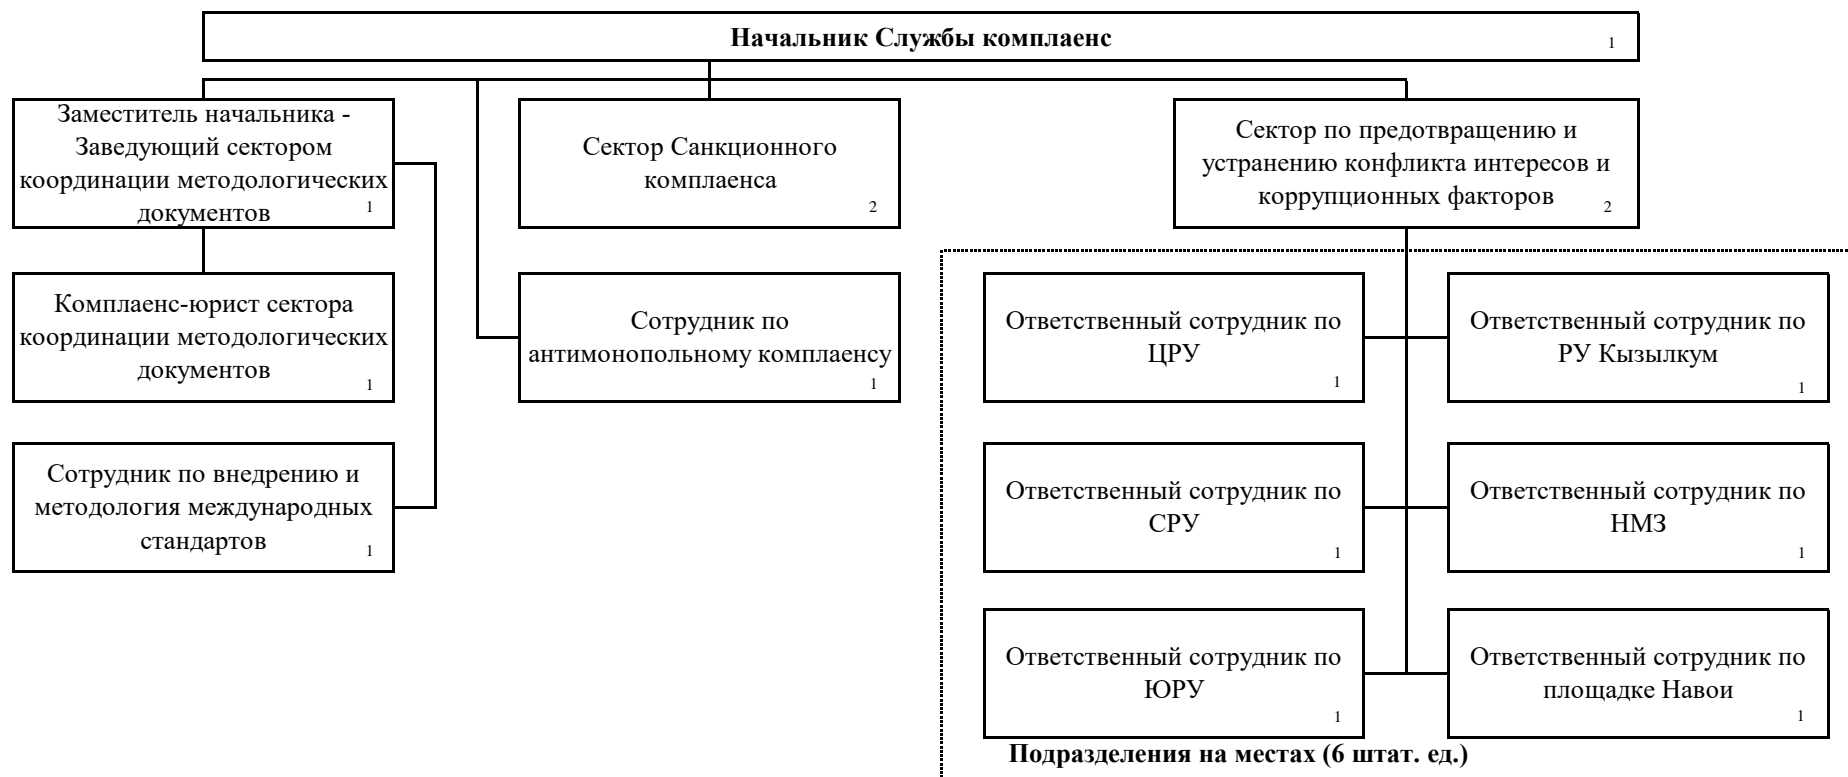 Начальник Службы комплаенс
1
Заместитель начальника -
Заведующий сектором
координации методологических
документов
1
Сектор Санкционного
комплаенса
2
Сектор по предотвращению и
устранению конфликта интересов и
коррупционных факторов
2
Комплаенс-юрист сектора
координации методологических
документов
1
Сотрудник по
антимонопольному комплаенсу
1
Ответственный сотрудник по
ЦРУ
1
Ответственный сотрудник по
РУ Кызылкум
1
Сотрудник по внедрению и
методология международных
стандартов
1
Ответственный сотрудник по
СРУ
1
Ответственный сотрудник по
НМЗ
1
Ответственный сотрудник по
ЮРУ
1
Ответственный сотрудник по
площадке Навои
1
Подразделения на местах (6 штат. ед.)